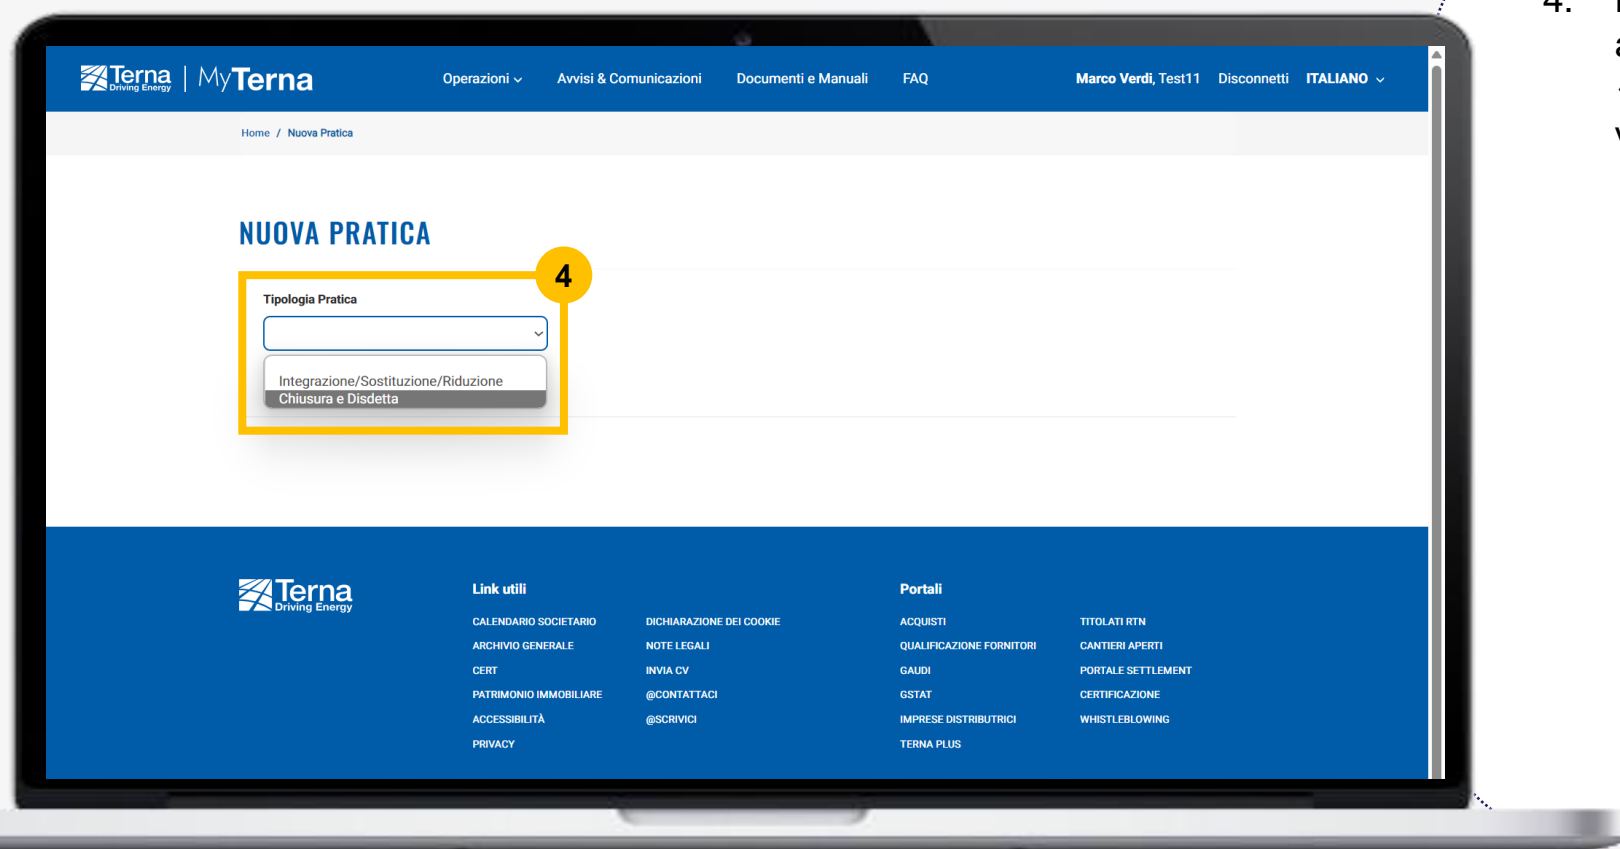 4.
Terna
Driving Energy
MyTerna
Operazioni
Avvisi & Comunicazioni
Documenti e Manuali
FAQ
Marco Verdi, Test11
Disconnetti
ITALIANO
Home / Nuova Pratica
NUOVA PRATICA
4
Tipologia Pratica
Integrazione/Sostituzione/Riduzione
Chiusura e Disdetta
Terna
Driving Energy
Link utili
CALENDARIO SOCIETARIO
ARCHIVIO GENERALE
CERT
PATRIMONIO IMMOBILIARE
ACCESSIBILITÀ
PRIVACY
DICHIARAZIONE DEI COOKIE
NOTE LEGALI
INVIA CV
@CONTATTACI
@SCRIVICI
Portali
ACQUISTI
QUALIFICAZIONE FORNITORI
GAUDI
GSTAT
IMPRESE DISTRIBUTRICI
TERNA PLUS
TITOLATI RTN
CANTIERI APERTI
PORTALE SETTLEMENT
CERTIFICAZIONE
WHISTLEBLOWING